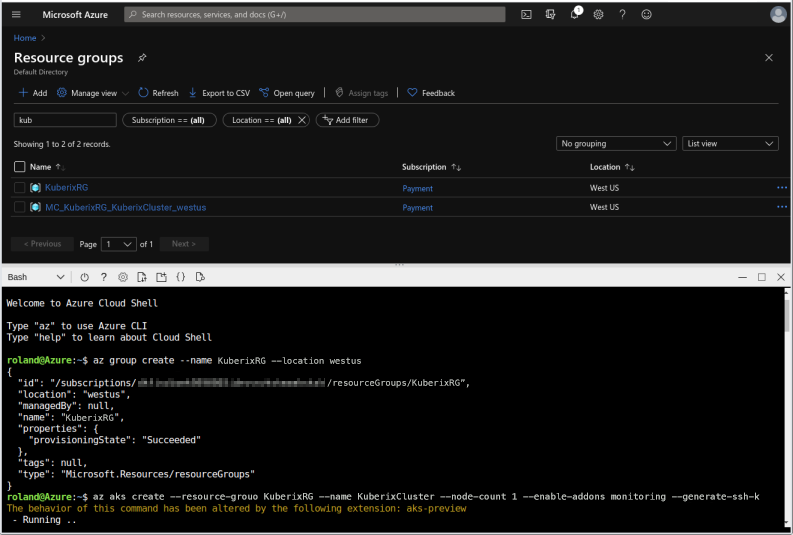 Microsoft Azure
Search resources, services, and docs (G+/)
1
Home >
Resource groups
Default Directory
Add
Manage view
Refresh
Export to CSV
Open query
Assign tags
Feedback
kub
Subscription == (all)
Location == (all)
Add filter
Showing 1 to 2 of 2 records.
No grouping
List view
Name ↑↓
Subscription ↑↓
Location ↑↓
KuberixRG
Payment
West US
MC_KuberixRG_KuberixCluster_westus
Payment
West US
< Previous
Page
1
of 1
Next >
Bash
?
{}
Welcome to Azure Cloud Shell
Type "az" to use Azure CLI
Type "help" to learn about Cloud Shell
roland@Azure:~$ az group create --name KuberixRG --location westus
{
"id": "/subscriptions/ /resourceGroups/KuberixRG",
"location": "westus",
"managedBy": null,
"name": "KuberixRG",
"properties": {
"provisioningState": "Succeeded"
},
"tags": null,
"type": "Microsoft.Resources/resourceGroups"
}
roland@Azure:~$ az aks create --resource-grouo KuberixRG --name KuberixCluster --node-count 1 --enable-addons monitoring --generate-ssh-k
The behavior of this command has been altered by the following extension: aks-preview
- Running ..